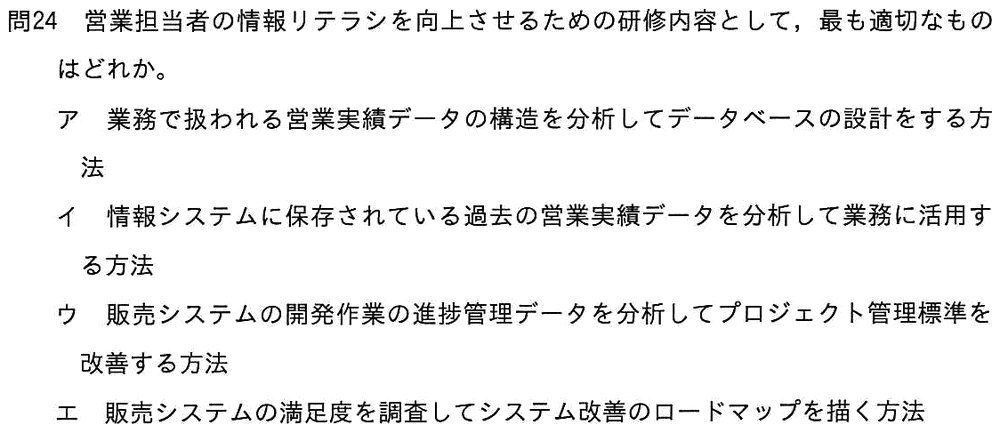 問24 営業担当者の情報リテラシを向上させるための研修内容として，最も適切なもの
はどれか。
ア 業務で扱われる営業実績データの構造を分析してデータベースの設計をする方
法
イ 情報システムに保存されている過去の営業実績データを分析して業務に活用す
る方法
ウ 販売システムの開発作業の進捗管理データを分析してプロジェクト管理標準を
改善する方法
エ 販売システムの満足度を調査してシステム改善のロードマップを描く方法